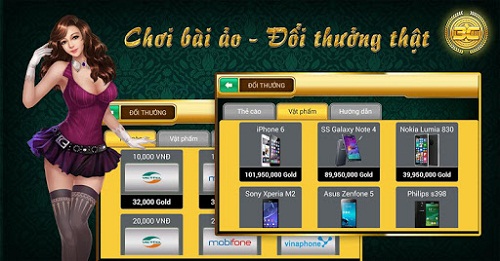 Chơi bài ảo - Đổi thưởng thật
ĐỔI THƯỞNG
Thẻ cào
Vật phẩm
Hướng dẫn
iPhone 6
SS Galaxy Note 4
Nokia Lumia 830
101,950,000 Gold
89,950,000 Gold
39,950,000 Gold
Sony Xperia M2
Asus Zenfone 5
Philips s398
ĐỔI THƯỞNG
Vật phẩm
10,000 VNĐ
32,000 Gold
20,000 VNĐ
mobifone
vinaphone